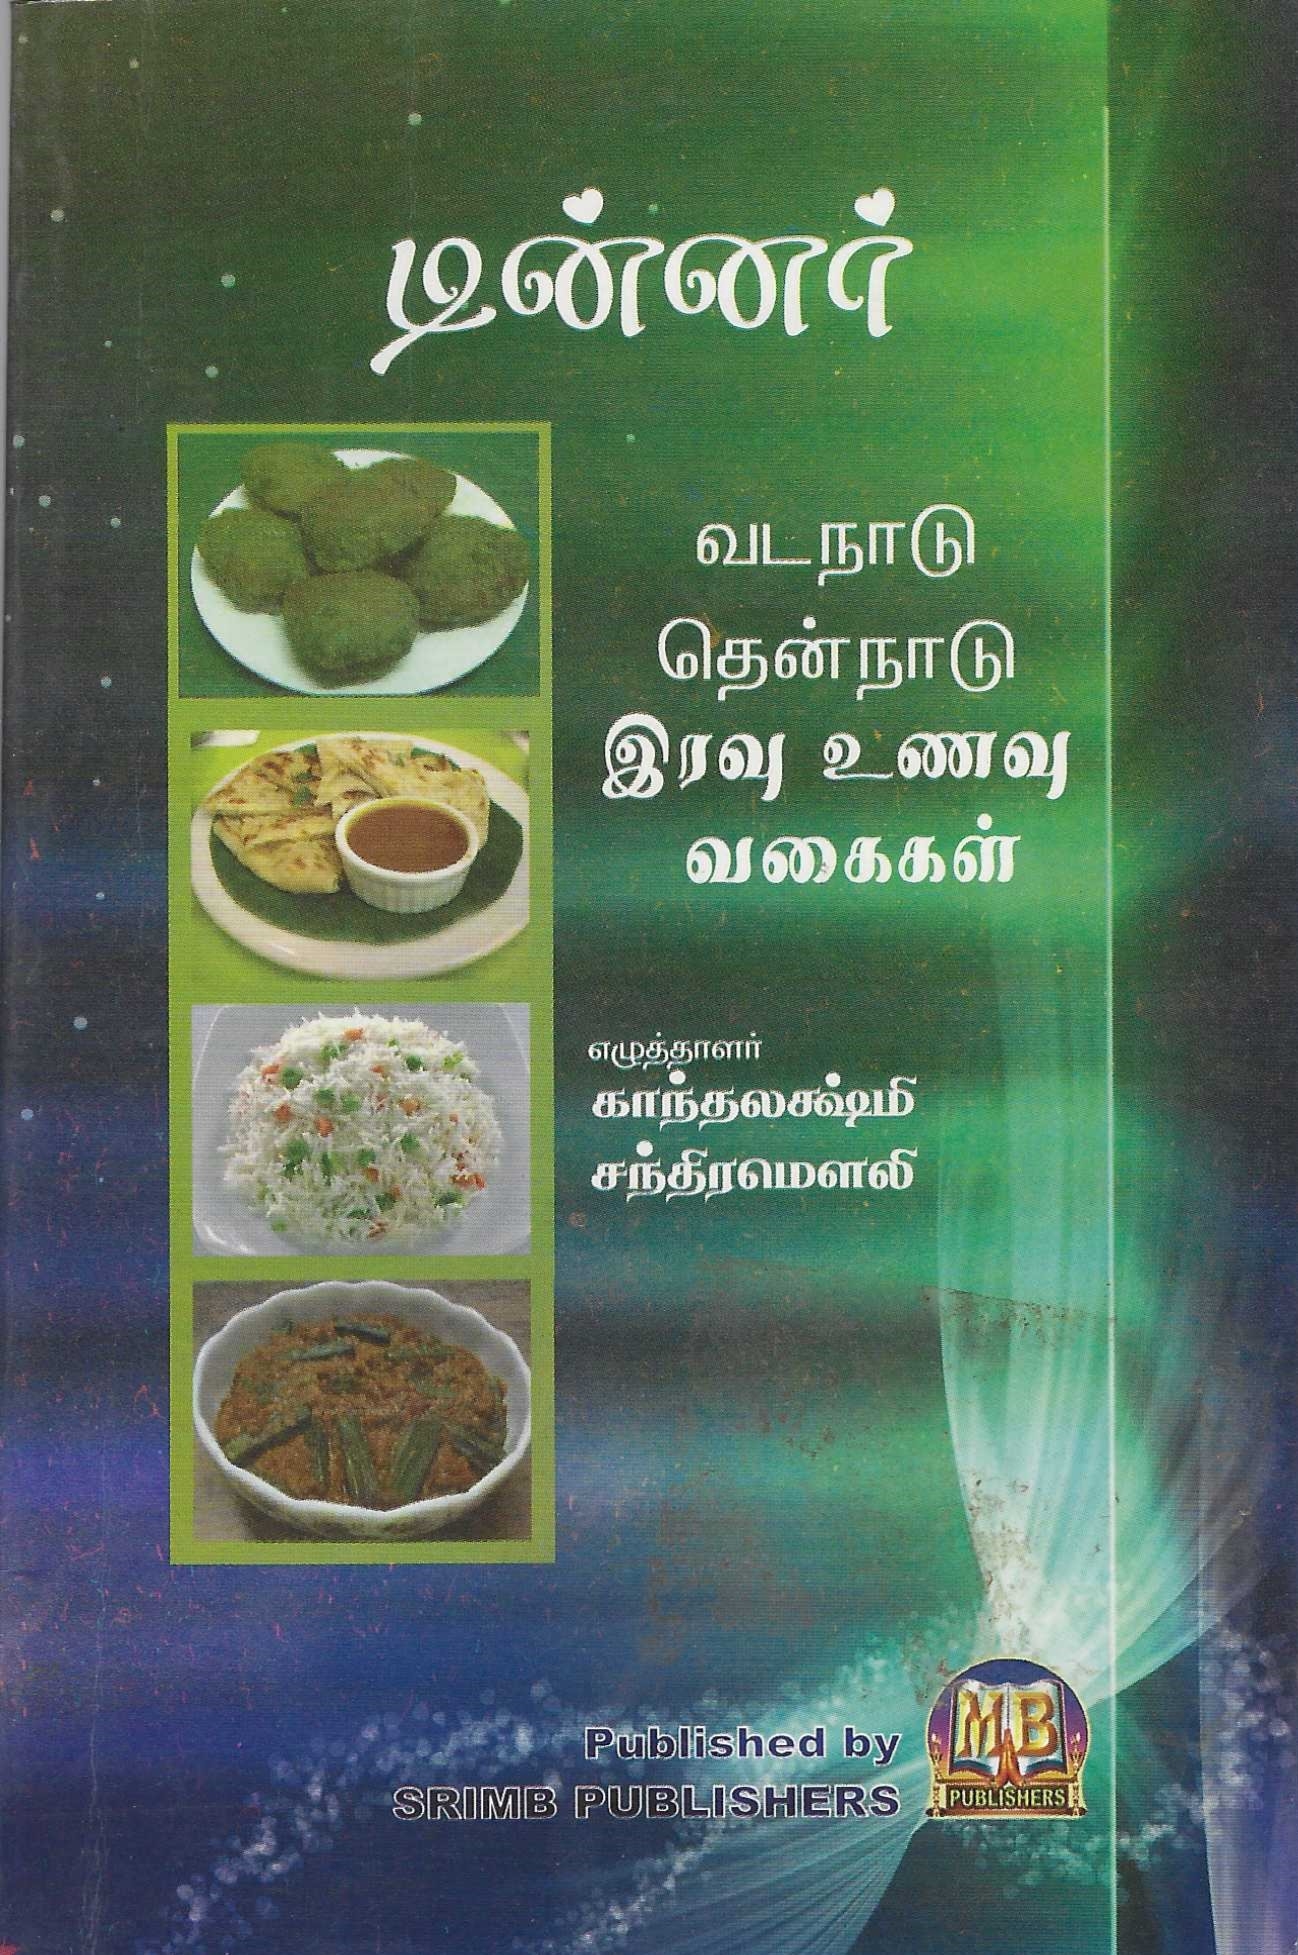 டின்னர்
வடநாடு
தென்நாடு
இரவு உணவு
வகைகள்
எழுத்தாளர்
காந்தலக்ஷ்மி
சந்திரமௌலி
Published by
SRIMB PUBLISHERS
MB
PUBLISHERS